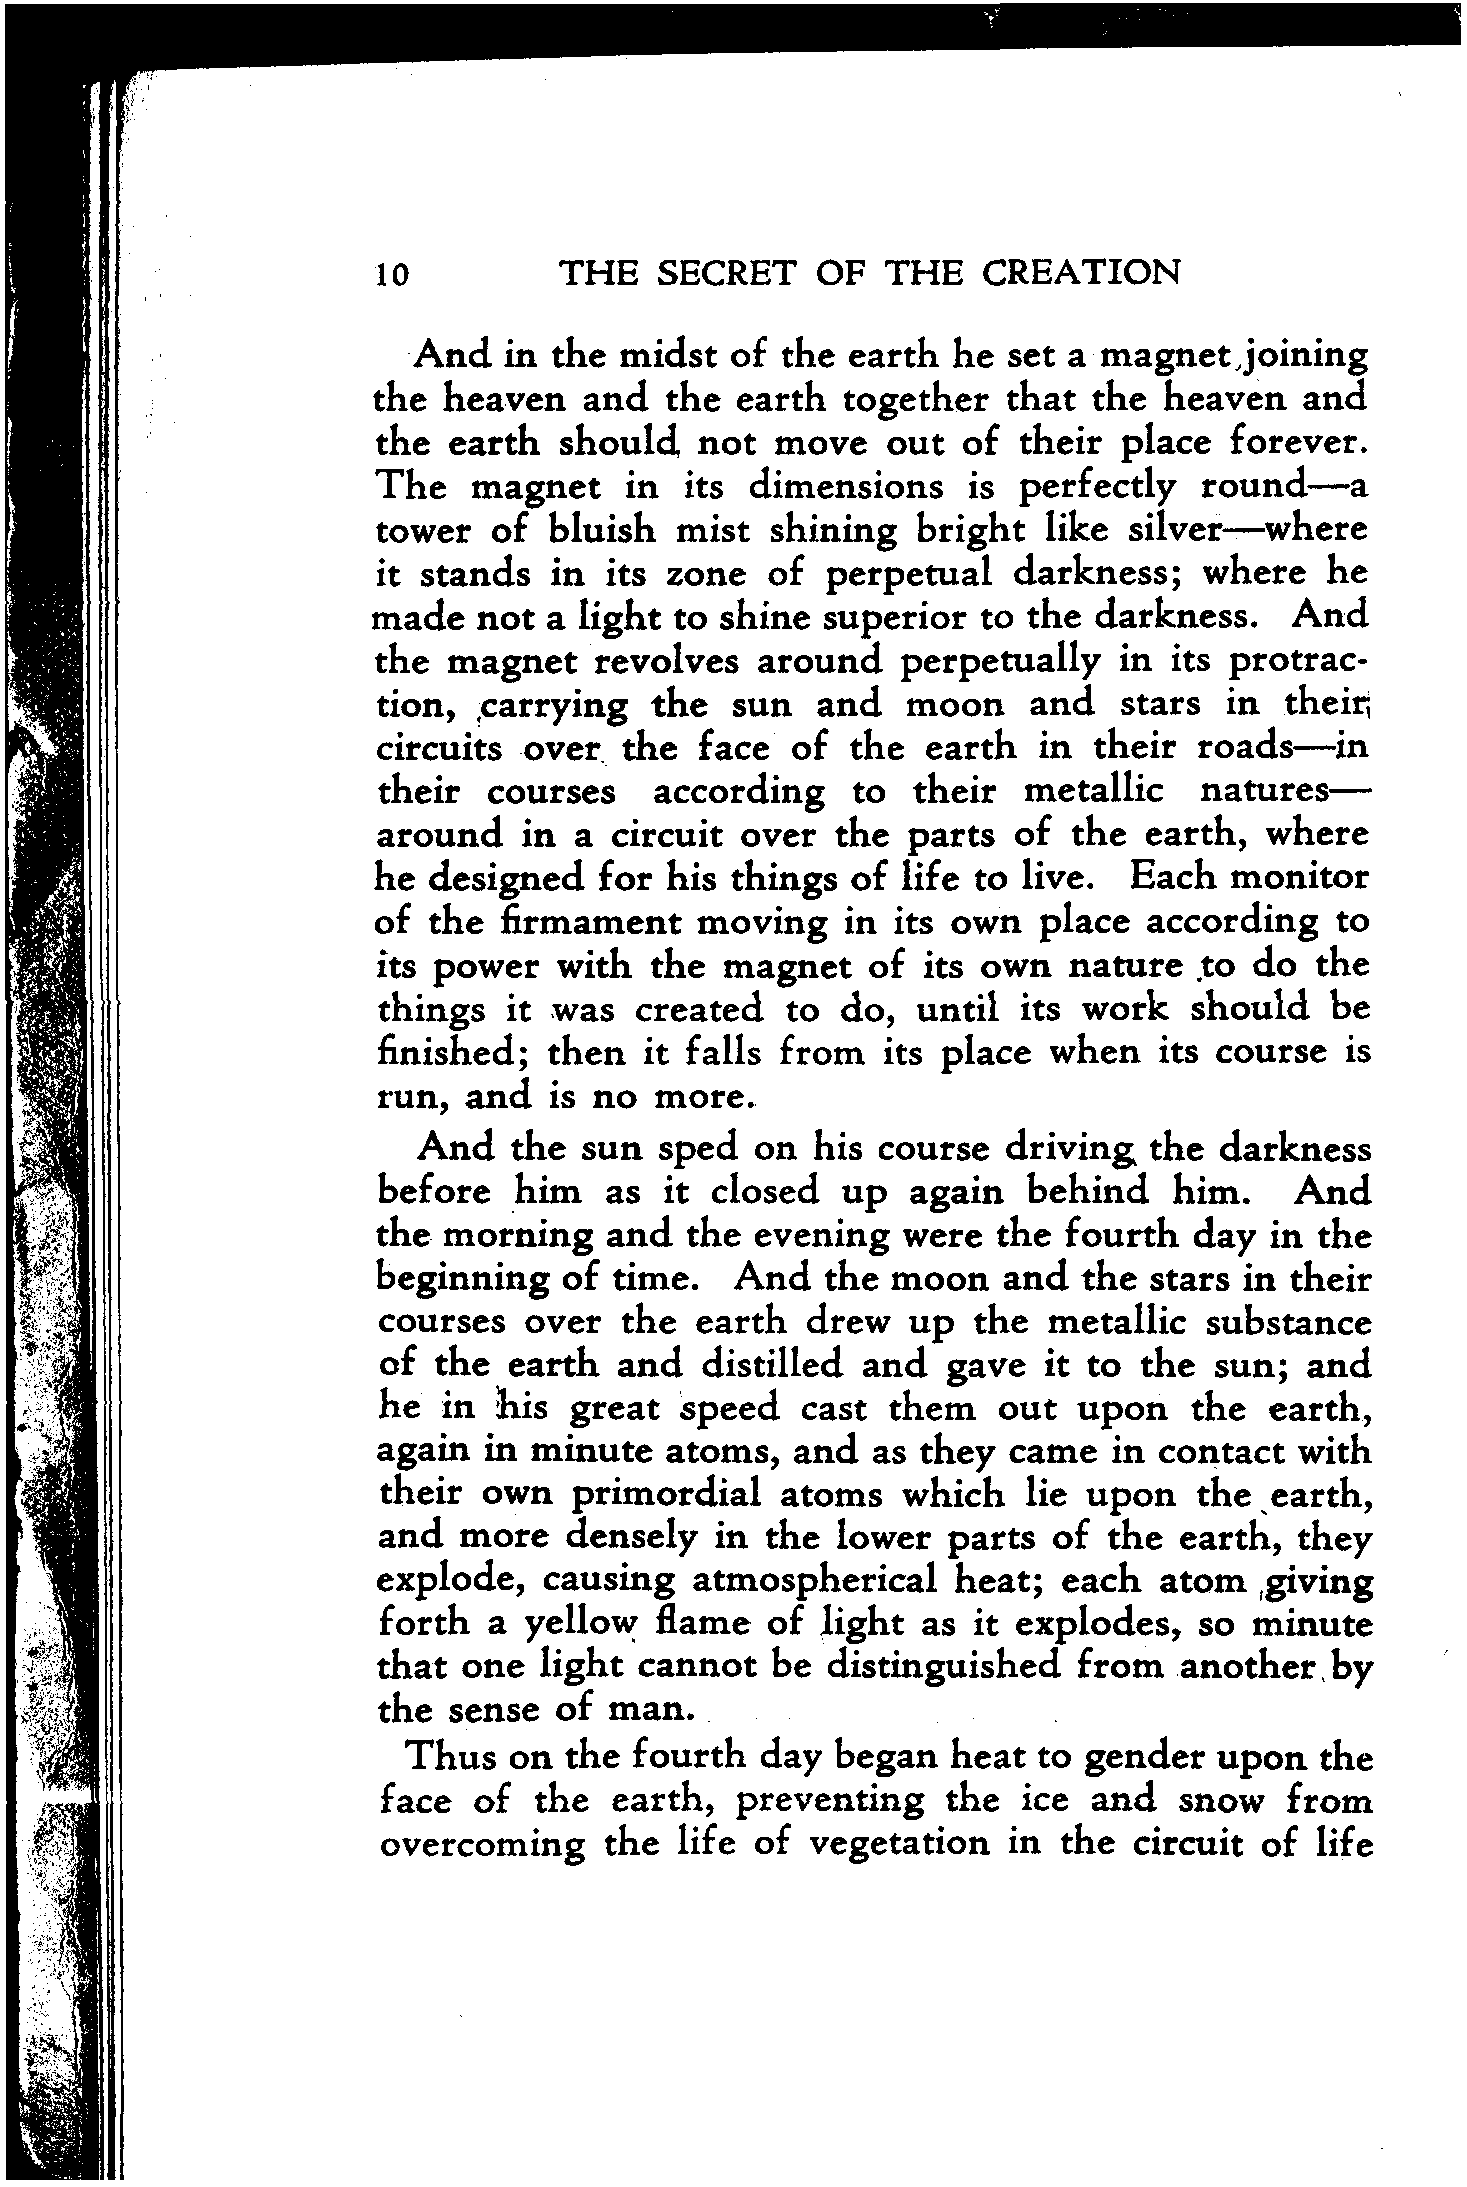 10 THE SECRET OF THE CREATION
And in the midst of the earth he set a magnet joining
the heaven and the earth together that the heaven and
the earth should not move out of their place forever.
The magnet in its dimensions is perfectly round—a
tower of bluish mist shining bright like silver—where
it stands in its zone of perpetual darkness; where he
made not a light to shine superior to the darkness. And
the magnet revolves around perpetually in its protrac-
tion, carrying the sun and moon and stars in their
circuits over the face of the earth in their roads—in
their courses according to their metallic natures—
around in a circuit over the parts of the earth, where
he designed for his things of life to live. Each monitor
of the firmament moving in its own place according to
its power with the magnet of its own nature to do the
things it was created to do, until its work should be
finished; then it falls from its place when its course is
run, and is no more.
And the sun sped on his course driving the darkness
before him as it closed up again behind him. And
the morning and the evening were the fourth day in the
beginning of time. And the moon and the stars in their
courses over the earth drew up the metallic substance
of the earth and distilled and gave it to the sun; and
he in his great speed cast them out upon the earth,
again in minute atoms, and as they came in contact with
their own primordial atoms which lie upon the earth,
and more densely in the lower parts of the earth, they
explode, causing atmospherical heat; each atom giving
forth a yellow flame of light as it explodes, so minute
that one light cannot be distinguished from another by
the sense of man.
Thus on the fourth day began heat to gender upon the
face of the earth, preventing the ice and snow from
overcoming the life of vegetation in the circuit of life